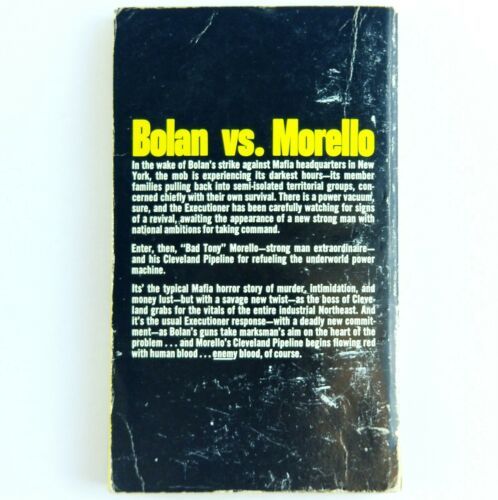 Bolan vs. Morello
In the wake of Bolan's strike against Mafia headquarters in New
York, the mob is experiencing its darkest hours—its member
families pulling back into semi-isolated territorial groups, con-
cerned chiefly with their own survival. There is a power vacuum,
sure, and the Executioner has been carefully watching for signs
of a revival, awaiting the appearance of a new strong man with
national ambitions for taking command.
Enter, then, "Bad Tony" Morello—strong man extraordinaire—
and his Cleveland Pipeline for refueling the underworld power
machine.
Its' the typical Mafia horror story of murder, intimidation, and
money lust—but with a savage new twist—as the boss of Cleve-
land grabs for the vitals of the entire Industrial Northeast. And
it's the usual Executioner response—with a deadly new commit-
ment—as Bolan's guns take marksman's aim on the heart of the
problem . . . and Morello's Cleveland Pipeline begins flowing red
with human blood . . . enemy blood, of course.